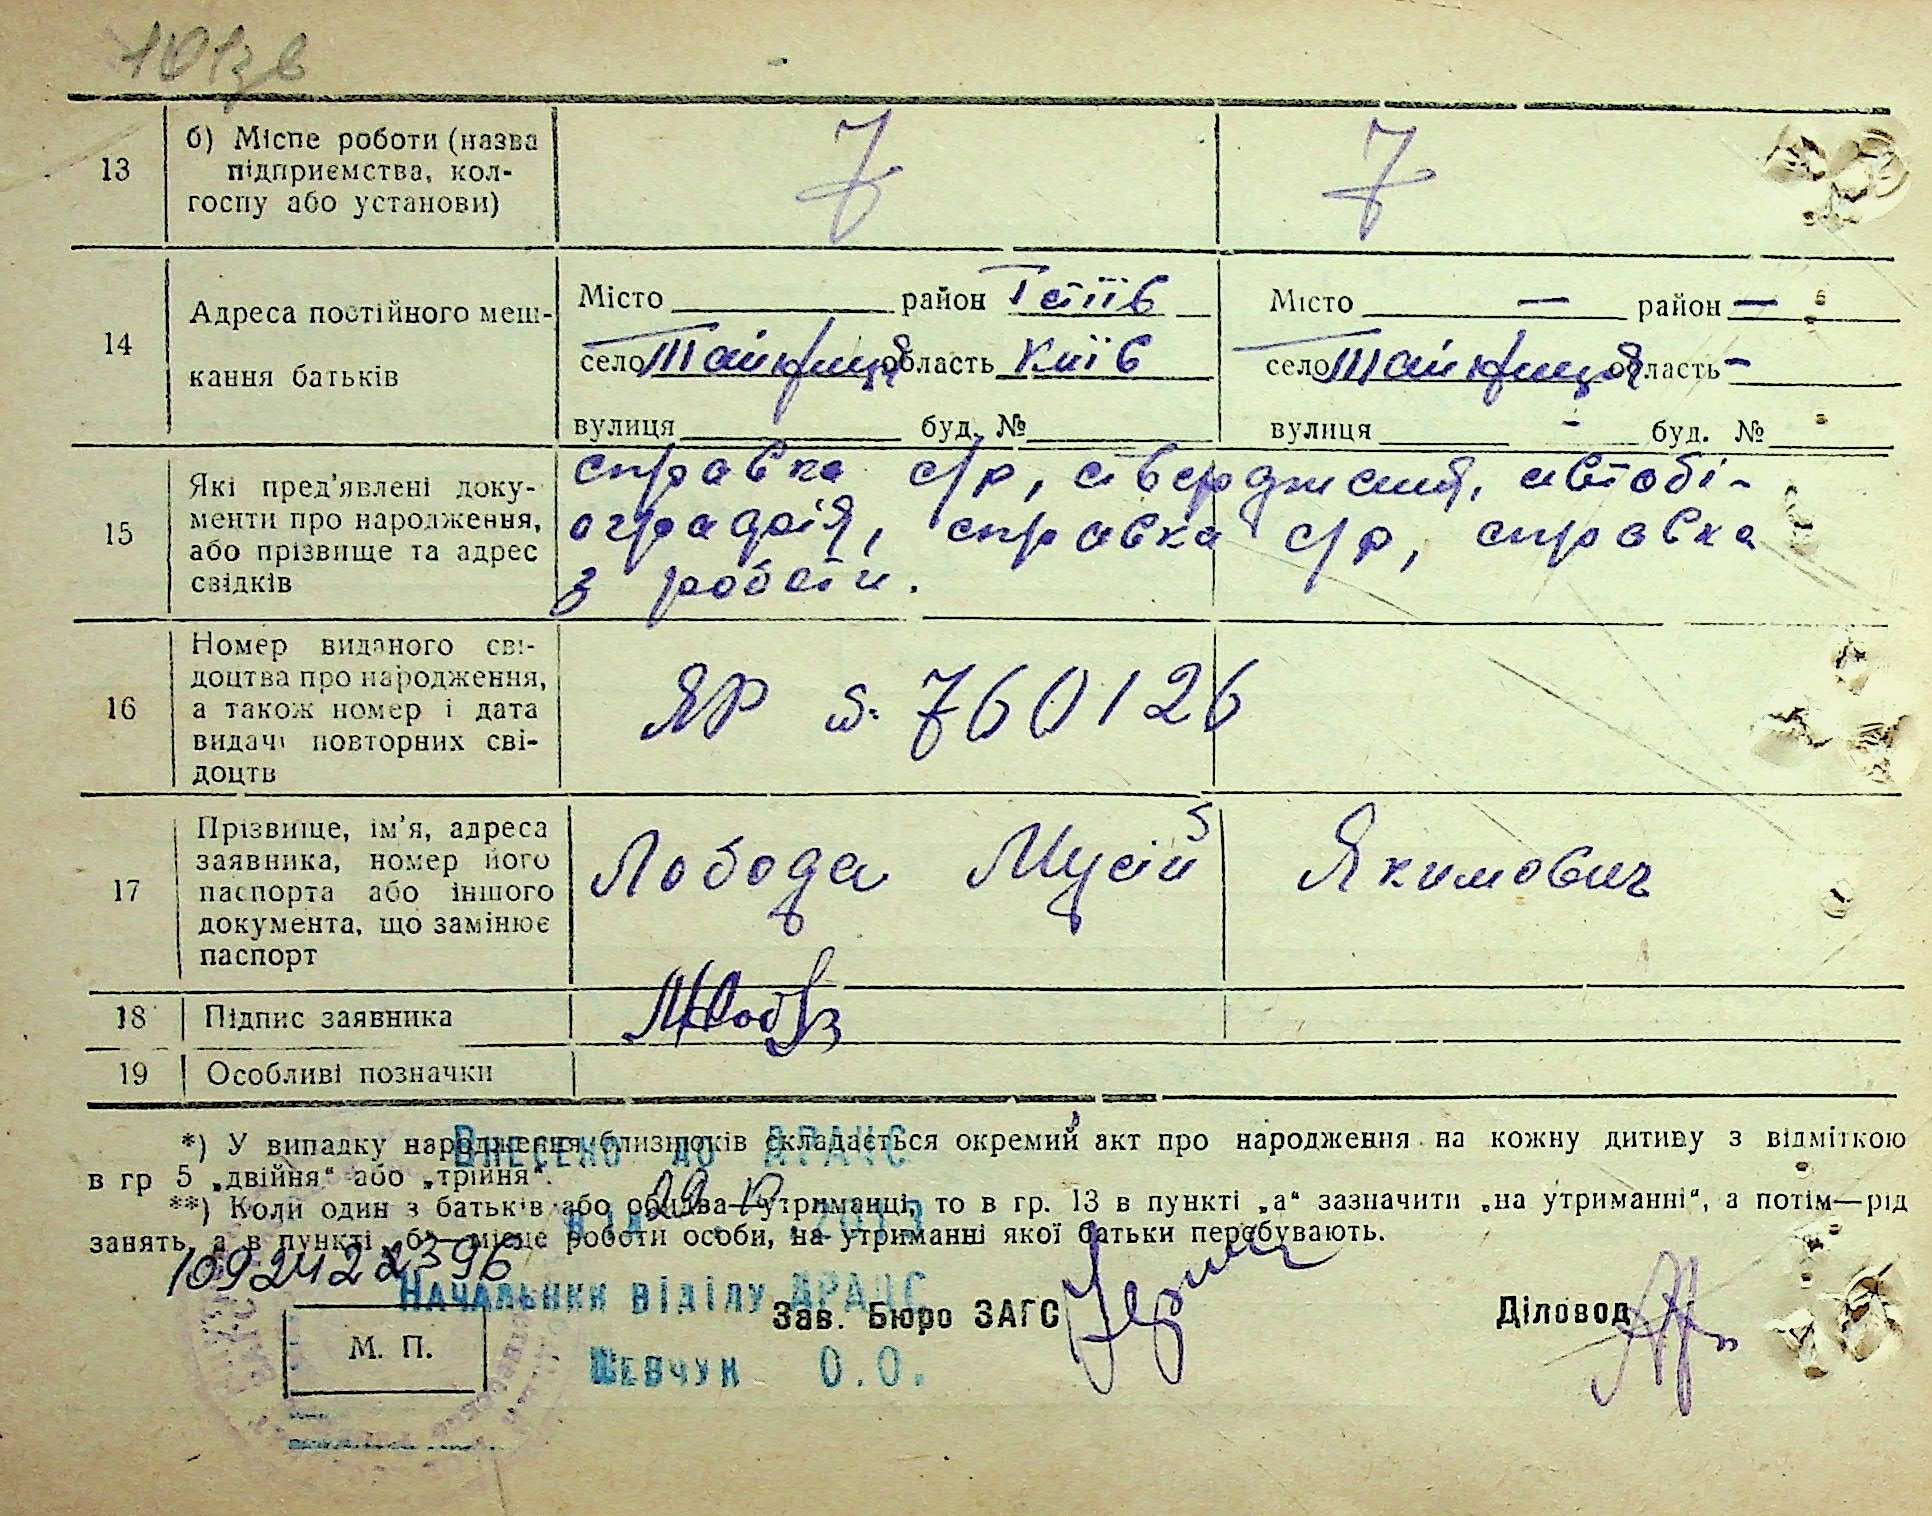 13
б) Місце роботи (назва
підприємства, кол-
госпу або установи)
7
7
14
Адреса постійного меш-
кання батьків
Місто район Тетіїв
село Тайниця область Київ
вулиця буд. №
Місто — район —
село Тайниця область -
вулиця - буд. №
15
Які пред'явлені доку-
менти про народження,
або прізвище та адрес
свідків
справка с/р, ствердження, автобі-
ографія, справка с/р, справка
з роботи.
16
Номер виданого сві-
доцтва про народження,
а також номер і дата
видачі повторних сві-
доцтв
ЯР 760126
17
Прізвище, ім'я, адреса
заявника, номер його
паспорта або іншого
документа, що замінює
паспорт
Лобода Мусій Якимович
18
Підпис заявника
19
Особливі позначки
*) У випадку народження близнюків складається окремий акт про народження на кожну дитину з відміткою
в гр 5 „двійня“ або „трійня“.
**) Коли один з батьків або обидва—утриманці, то в гр. 13 в пункті „а“ зазначити „на утриманні“, а потім—рід
занять, а в пункті „б“—місце роботи особи, на утриманні якої батьки перебувають.
Внесено до ДРАЦС
10924222396
Начальник відділу ДРАЦС
Шевчук О.О.
М. П.
Зав. Бюро ЗАГС
Діловод